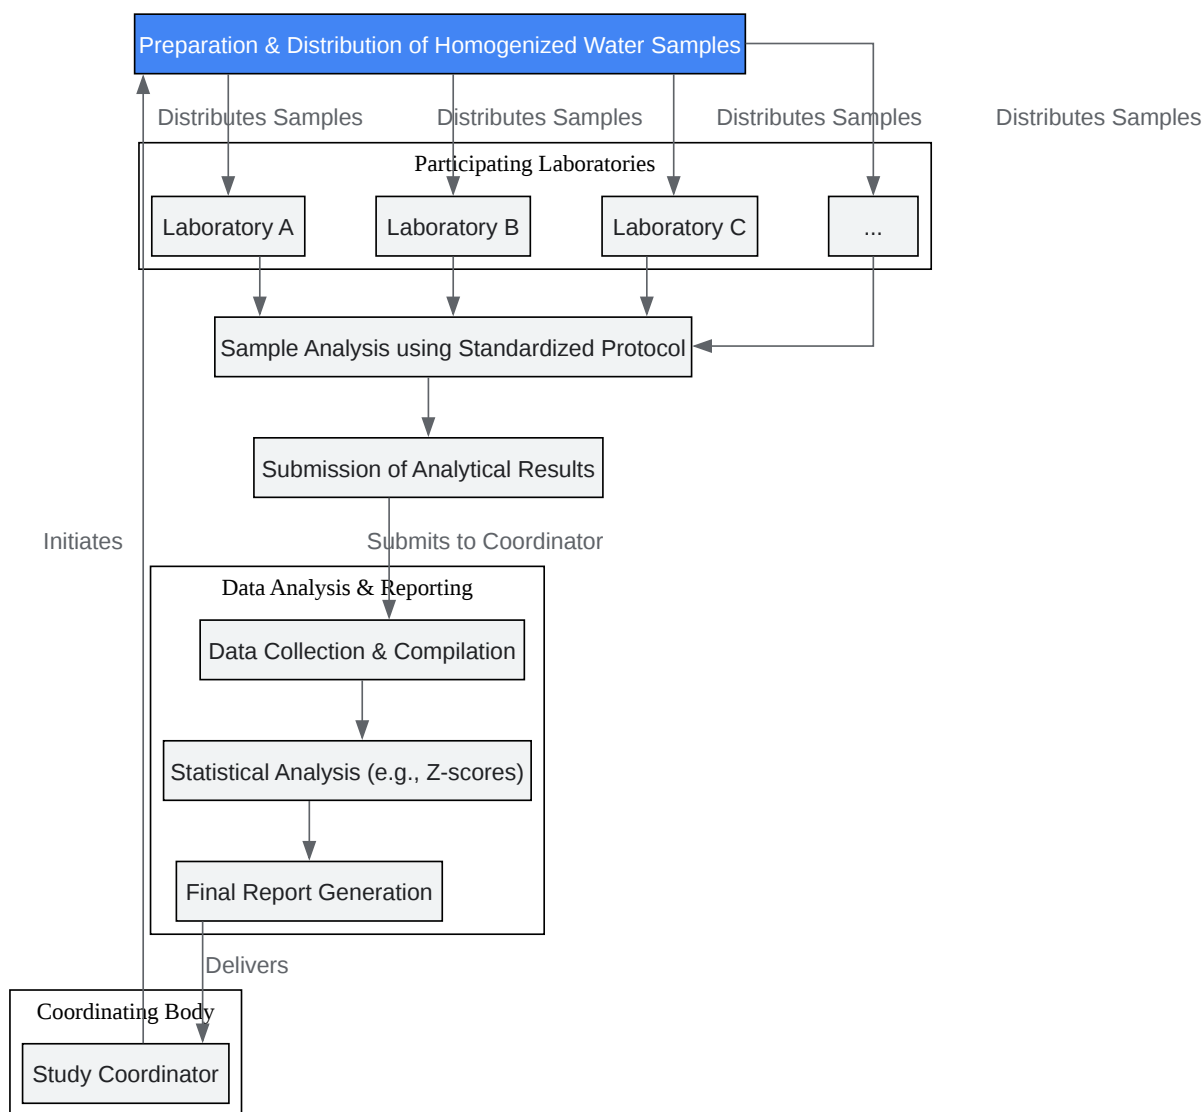 Preparation & Distribution of Homogenized Water Samples
Distributes Samples
Distributes Samples
Distributes Samples
Distributes Samples
Participating Laboratories
Laboratory A
Laboratory B
Laboratory C
...
Sample Analysis using Standardized Protocol
Submission of Analytical Results
Initiates
Submits to Coordinator
Data Analysis & Reporting
Data Collection & Compilation
Statistical Analysis (e.g., Z-scores)
Final Report Generation
Delivers
Coordinating Body
Study Coordinator